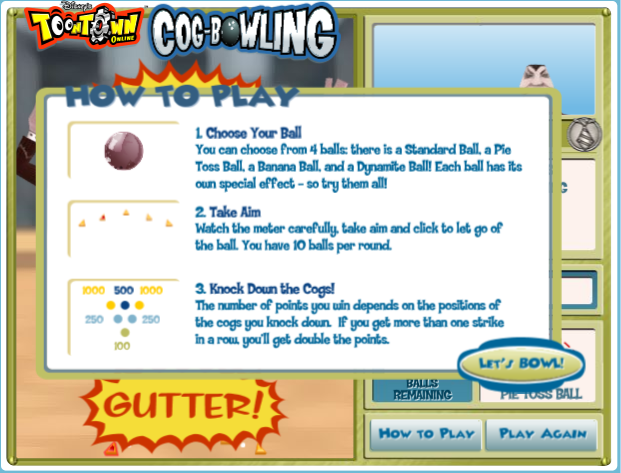 Disney's
TOONTOWN
ONLINE
COG-BOWLING
HOW TO PLAY
1. Choose Your Ball
You can choose from 4 balls: there is a Standard Ball, a Pie
Toss Ball, a Banana Ball, and a Dynamite Ball! Each ball has its
own special effect - so try them all!
2. Take Aim
Watch the meter carefully, take aim and click to let go of
the ball. You have 10 balls per round.
1000 500 1000
250 250
100
3. Knock Down the Cogs!
The number of points you win depends on the positions of
the cogs you knock down. If you get more than one strike
in a row, you'll get double the points.
LET'S BOWL!
GUTTER!
BALLS
REMAINING
PIE TOSS BALL
HOW TO PLAY
PLAY AGAIN